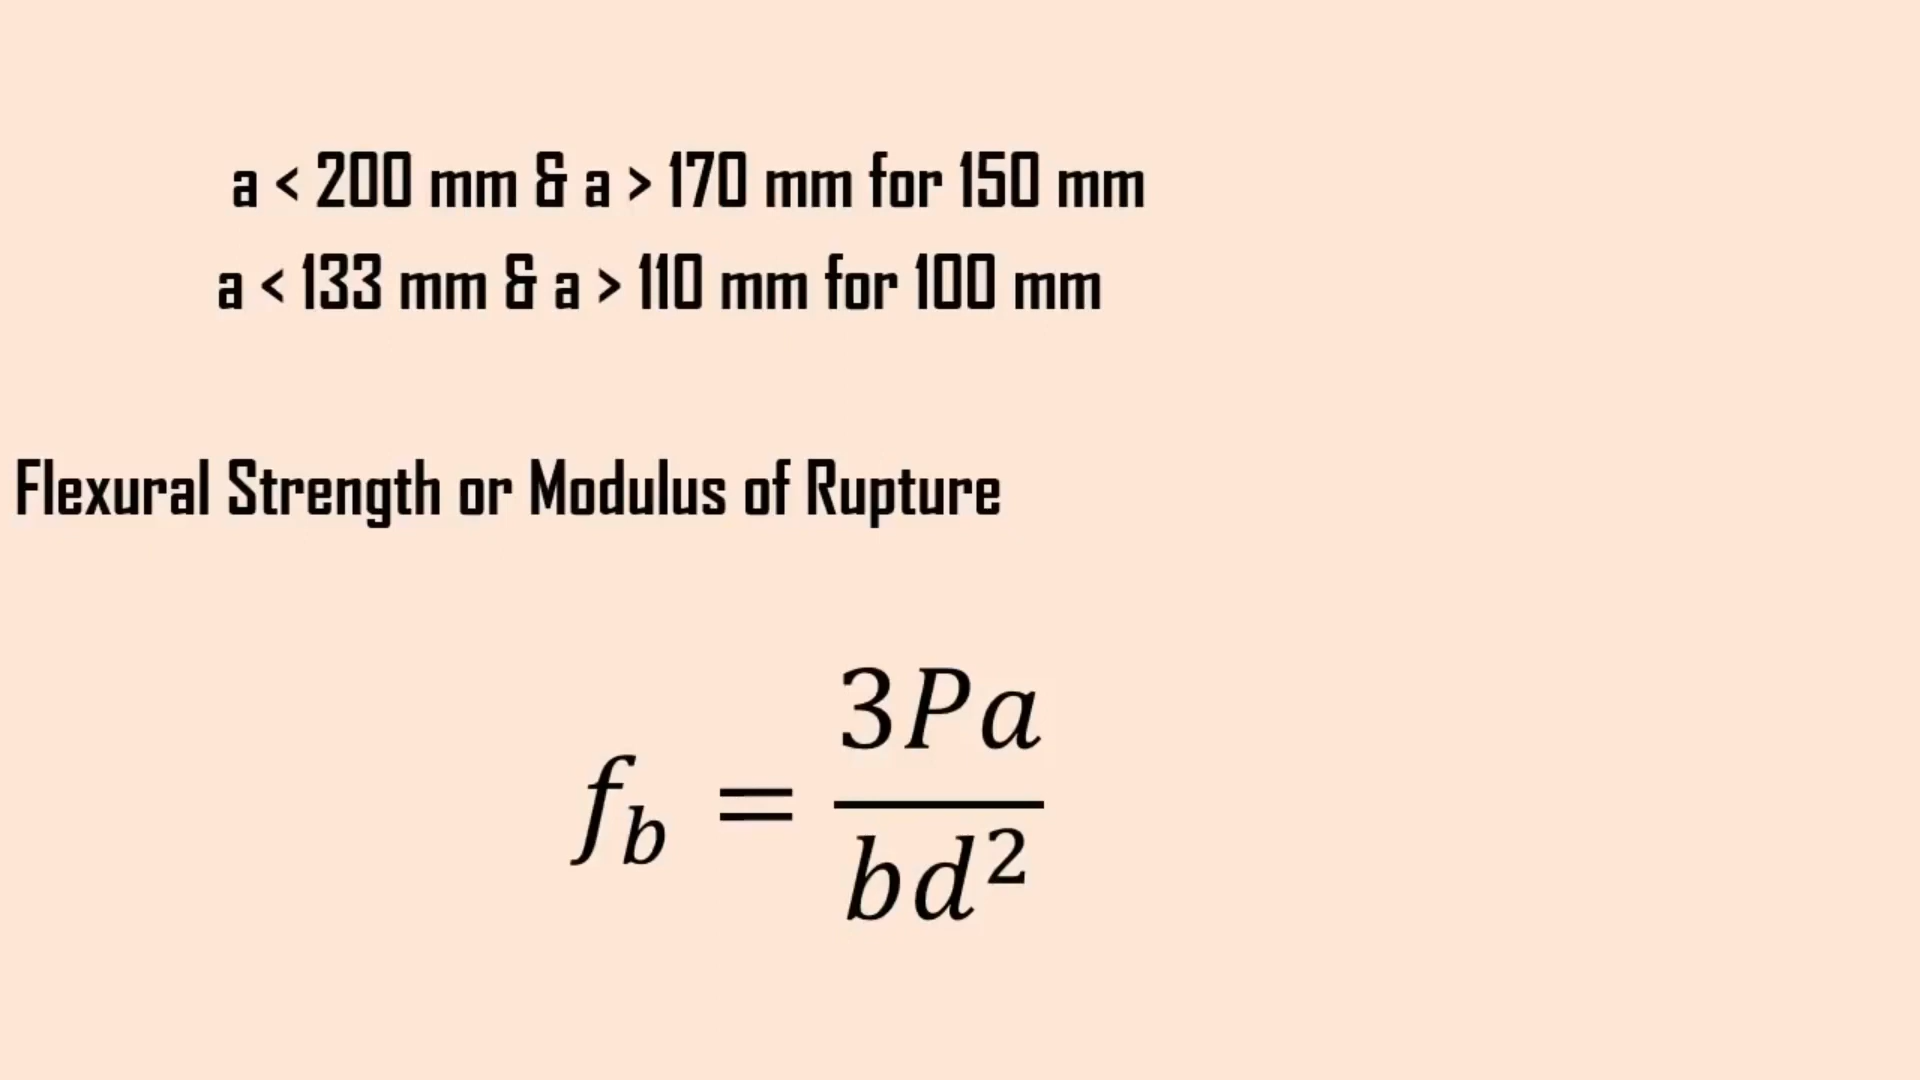 a < 200 mm & a > 170 mm for 150 mm
a < 133 mm & a > 110 mm for 100 mm
Flexural Strength or Modulus of Rupture
f_b = 3Pa / bd²